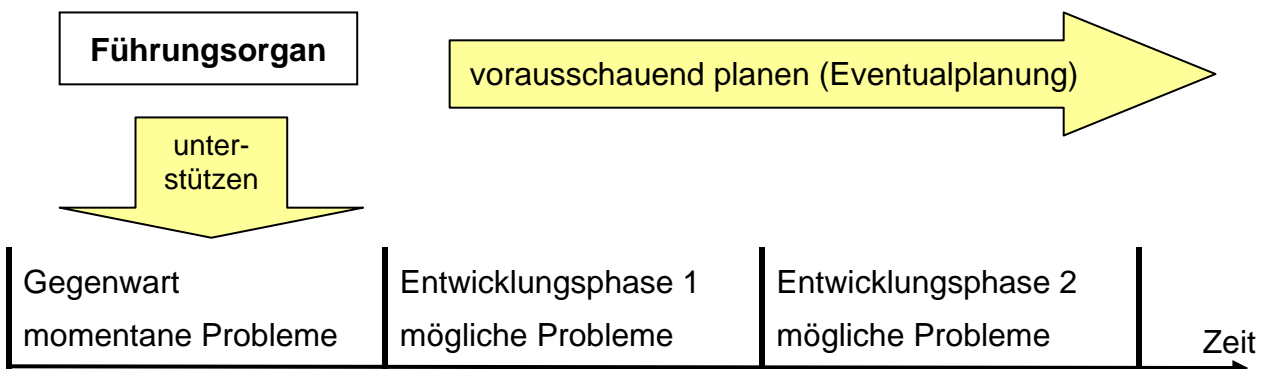 Führungsorgan
vorausschauend planen (Eventualplanung)
unter-
stützen
Gegenwart
momentane Probleme
Entwicklungsphase 1
mögliche Probleme
Entwicklungsphase 2
mögliche Probleme
Zeit